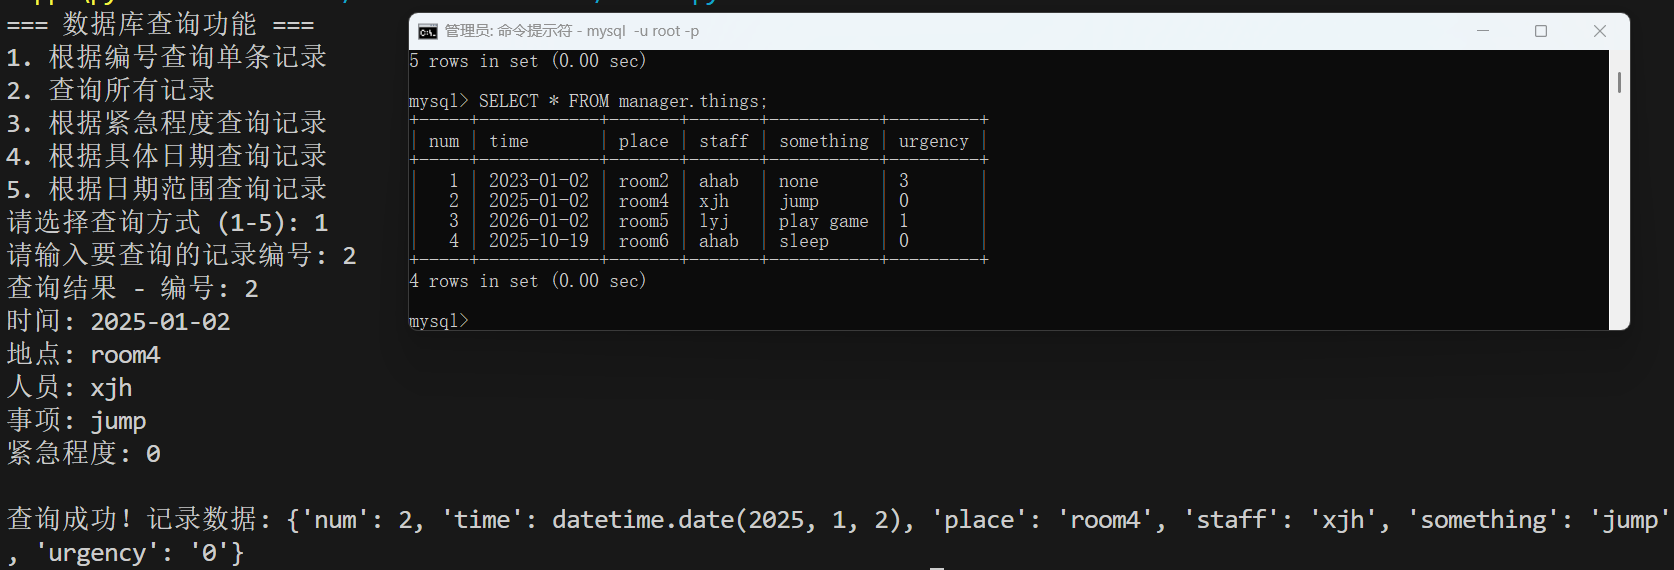 === 数据库查询功能 ===
1. 根据编号查询单条记录
2. 查询所有记录
3. 根据紧急程度查询记录
4. 根据具体日期查询记录
5. 根据日期范围查询记录
请选择查询方式 (1-5): 1
请输入要查询的记录编号: 2
查询结果 - 编号: 2
时间: 2025-01-02
地点: room4
人员: xjh
事项: jump
紧急程度: 0
查询成功! 记录数据: {'num': 2, 'time': datetime.date(2025, 1, 2), 'place': 'room4', 'staff': 'xjh', 'something': 'jump'
, 'urgency': '0'}
管理员: 命令提示符 - mysql  -u root -p
5 rows in set (0.00 sec)
mysql> SELECT * FROM manager.things;
+-----+------------+-------+-------+-----------+---------+
| num | time       | place | staff | something | urgency |
+-----+------------+-------+-------+-----------+---------+
|   1 | 2023-01-02 | room2 | ahab  | none      | 3       |
|   2 | 2025-01-02 | room4 | xjh   | jump      | 0       |
|   3 | 2026-01-02 | room5 | lyj   | play game | 1       |
|   4 | 2025-10-19 | room6 | ahab  | sleep     | 0       |
+-----+------------+-------+-------+-----------+---------+
4 rows in set (0.00 sec)
mysql>